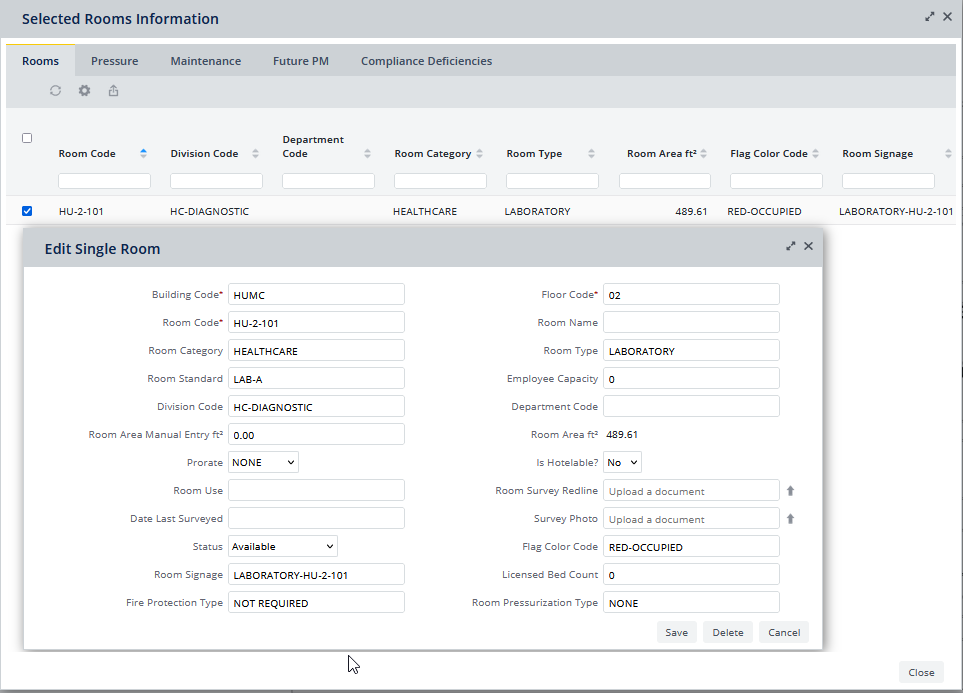 Selected Rooms Information
Rooms Pressure Maintenance Future PM Compliance Deficiencies
Room Code Division Code Department Code Room Category Room Type Room Area ft² Flag Color Code Room Signage
HU-2-101 HC-DIAGNOSTIC HEALTHCARE LABORATORY 489.61 RED-OCCUPIED LABORATORY-HU-2-101
Edit Single Room
Building Code* HUMC Floor Code* 02
Room Code* HU-2-101 Room Name
Room Category HEALTHCARE Room Type LABORATORY
Room Standard LAB-A Employee Capacity 0
Division Code HC-DIAGNOSTIC Department Code
Room Area Manual Entry ft² 0.00 Room Area ft² 489.61
Prorate NONE Is Hotelable? No
Room Use Room Survey Redline Upload a document
Date Last Surveyed Survey Photo Upload a document
Status Available Flag Color Code RED-OCCUPIED
Room Signage LABORATORY-HU-2-101 Licensed Bed Count 0
Fire Protection Type NOT REQUIRED Room Pressurization Type NONE
Save Delete Cancel
Close